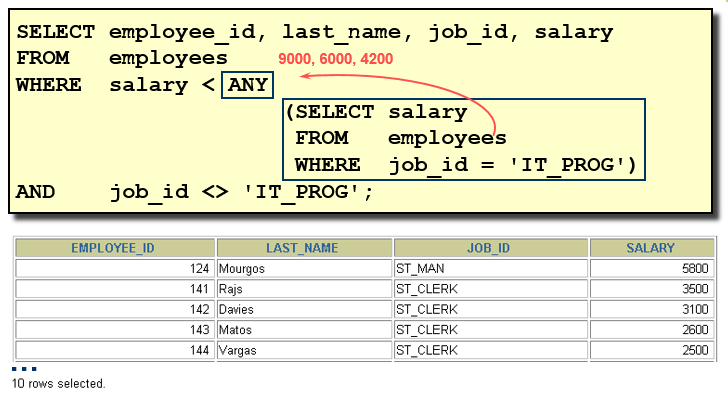 SELECT employee_id, last_name, job_id, salary
FROM employees 9000, 6000, 4200
WHERE salary < ANY
(SELECT salary
FROM employees
WHERE job_id = 'IT_PROG')
AND job_id <> 'IT_PROG';
EMPLOYEE_ID LAST_NAME JOB_ID SALARY
124 Mourgos ST_MAN 5800
141 Rajs ST_CLERK 3500
142 Davies ST_CLERK 3100
143 Matos ST_CLERK 2600
144 Vargas ST_CLERK 2500
...
10 rows selected.